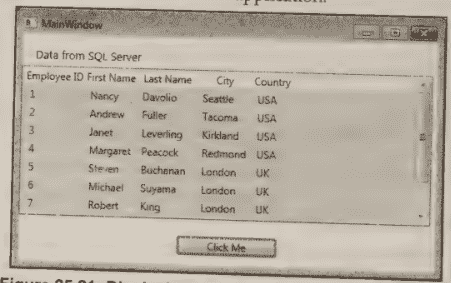 application.
MainWindow
Data from SQL Server
Employee ID First Name Last Name City Country
1 Nancy Davolio Seattle USA
2 Andrew Fuller Tacoma USA
3 Janet Leverling Kirkland USA
4 Margaret Peacock Redmond USA
5 Steven Buchanan London UK
6 Michael Suyama London UK
7 Robert King London UK
Click Me